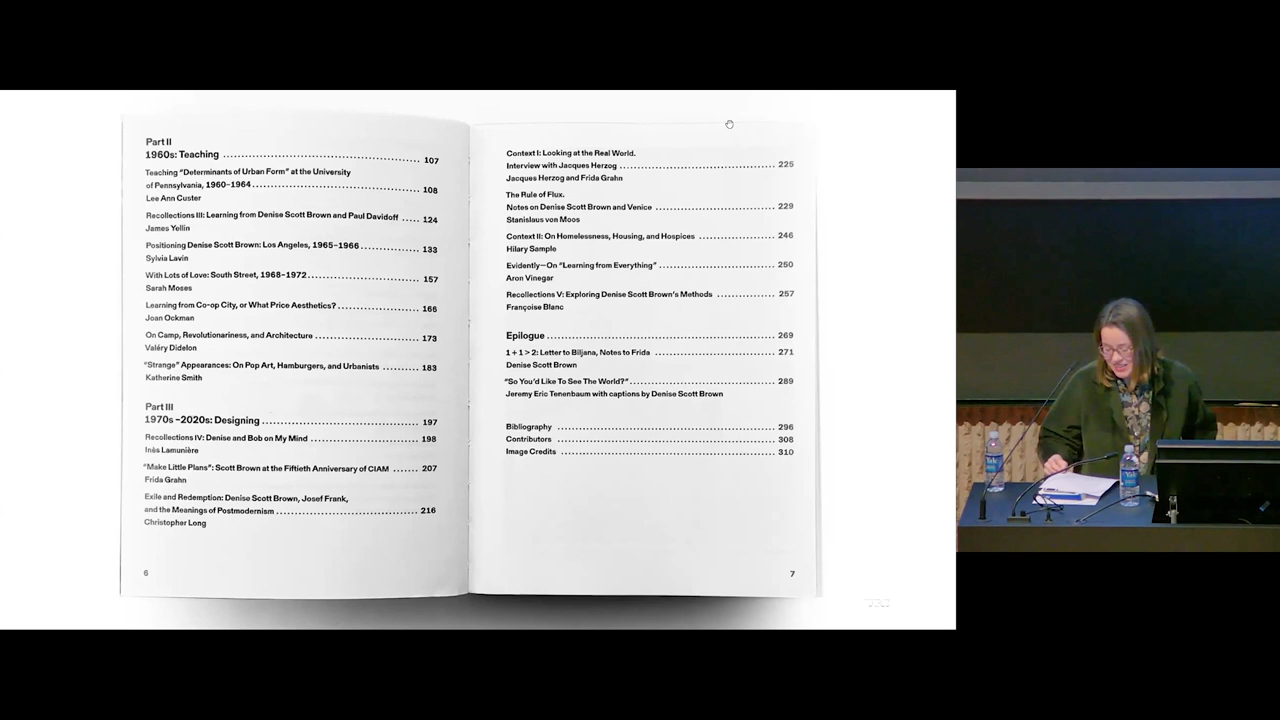 Part II
1960s: Teaching ........ 107
Teaching “Determinants of Urban Form” at the University
of Pennsylvania, 1960–1964 ........ 108
Lee Ann Custer
Recollections III: Learning from Denise Scott Brown and Paul Davidoff ..... 124
James Yellin
Positioning Denise Scott Brown: Los Angeles, 1965–1966 ........ 133
Sylvia Lavin
With Lots of Love: South Street, 1968–1972 ........ 157
Sarah Moses
Learning from Co-op City, or What Price Aesthetics? ........ 166
Joan Ockman
On Camp, Revolutionariness, and Architecture ........ 173
Valéry Didelon
“Strange” Appearances: On Pop Art, Hamburgers, and Urbanists ........ 183
Katherine Smith
Part III
1970s –2020s: Designing ........ 197
Recollections IV: Denise and Bob on My Mind ........ 198
Inès Lamunière
“Make Little Plans”: Scott Brown at the Fiftieth Anniversary of CIAM ...... 207
Frida Grahn
Exile and Redemption: Denise Scott Brown, Josef Frank,
and the Meanings of Postmodernism ........ 216
Christopher Long
6
Context I: Looking at the Real World.
Interview with Jacques Herzog ........ 225
Jacques Herzog and Frida Grahn
The Rule of Flux.
Notes on Denise Scott Brown and Venice ........ 229
Stanislaus von Moos
Context II: On Homelessness, Housing, and Hospices ........ 246
Hilary Sample
Evidently—On “Learning from Everything” ........ 250
Aron Vinegar
Recollections V: Exploring Denise Scott Brown’s Methods ........ 257
Françoise Blanc
Epilogue ........ 269
1 + 1 > 2: Letter to Biljana, Notes to Frida ........ 271
Denise Scott Brown
“So You’d Like To See The World?” ........ 289
Jeremy Eric Tenenbaum with captions by Denise Scott Brown
Bibliography ........ 296
Contributors ........ 308
Image Credits ........ 310
7